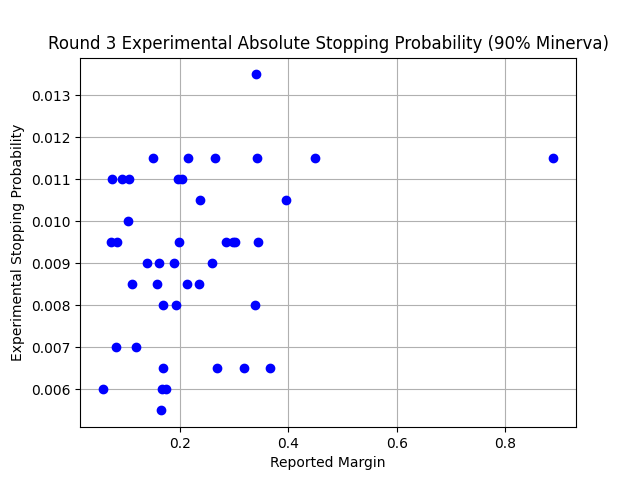 Round 3 Experimental Absolute Stopping Probability (90% Minerva)
Experimental Stopping Probability
0.013
0.012
0.011
0.010
0.009
0.008
0.007
0.006
0.2 0.4 0.6 0.8
Reported Margin